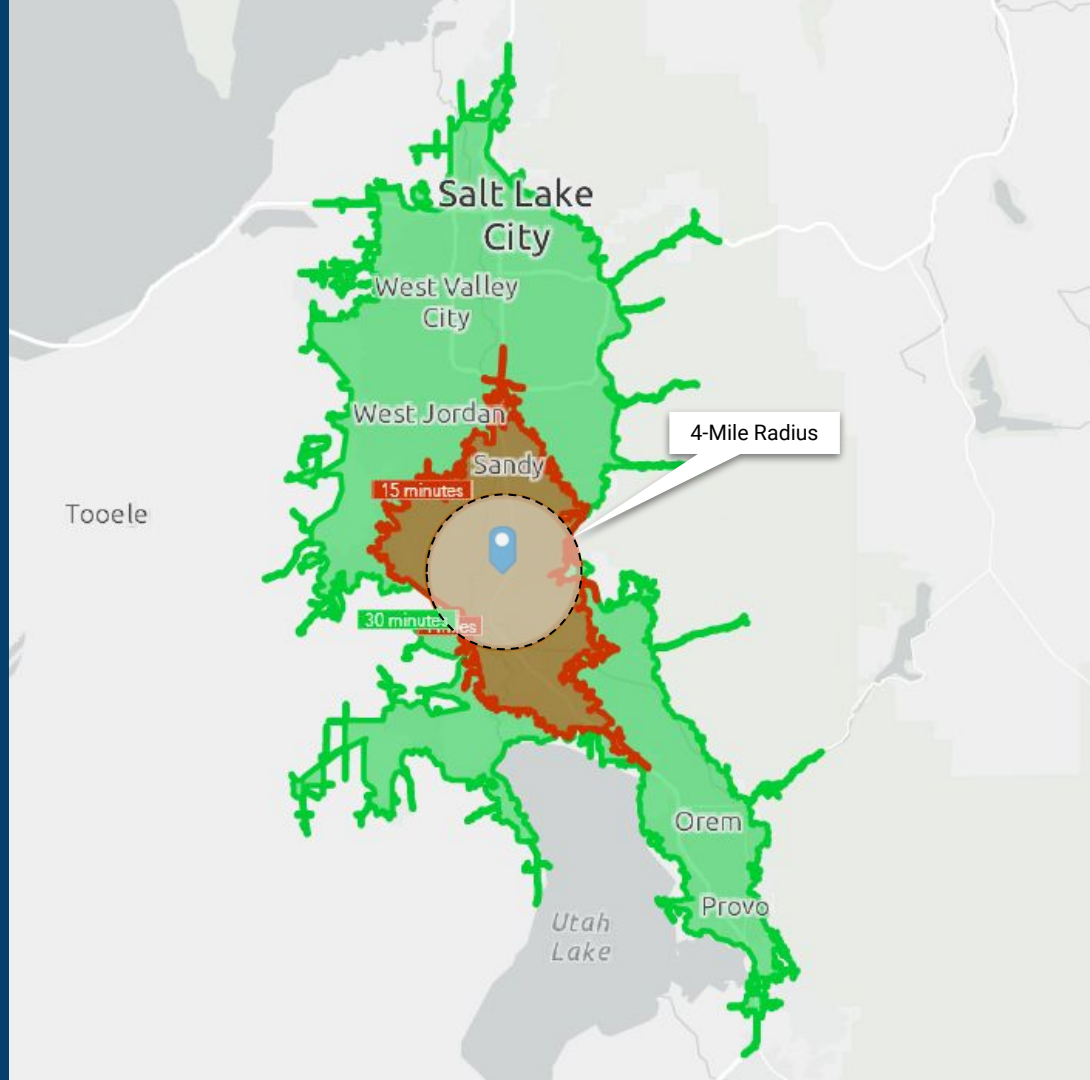 Salt Lake
City
West Valley
City
West Jordan
4-Mile Radius
Sandy
15 minutes
Tooele
30 minutes
Orem
Provo
Utah
Lake